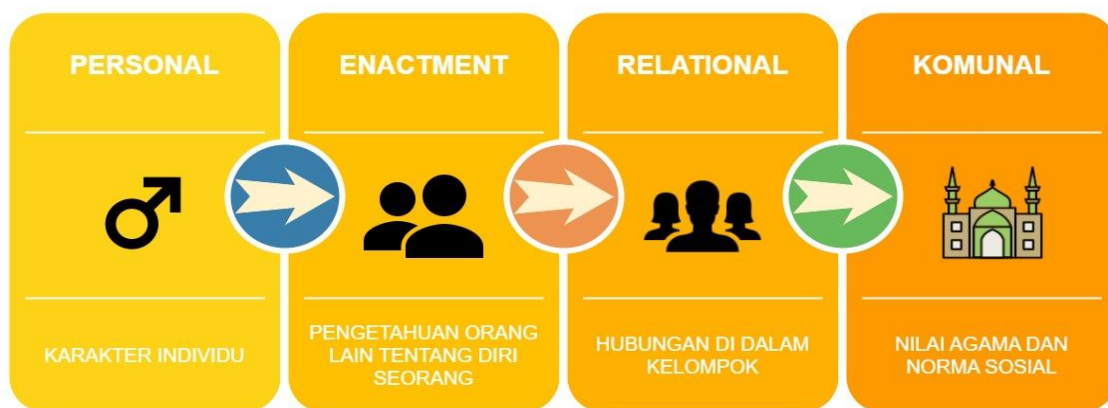 PERSONAL
KARAKTER INDIVIDU
ENACTMENT
PENGETAHUAN ORANG
LAIN TENTANG DIRI
SEORANG
RELATIONAL
HUBUNGAN DI DALAM
KELOMPOK
KOMUNAL
NILAI AGAMA DAN
NORMA SOSIAL